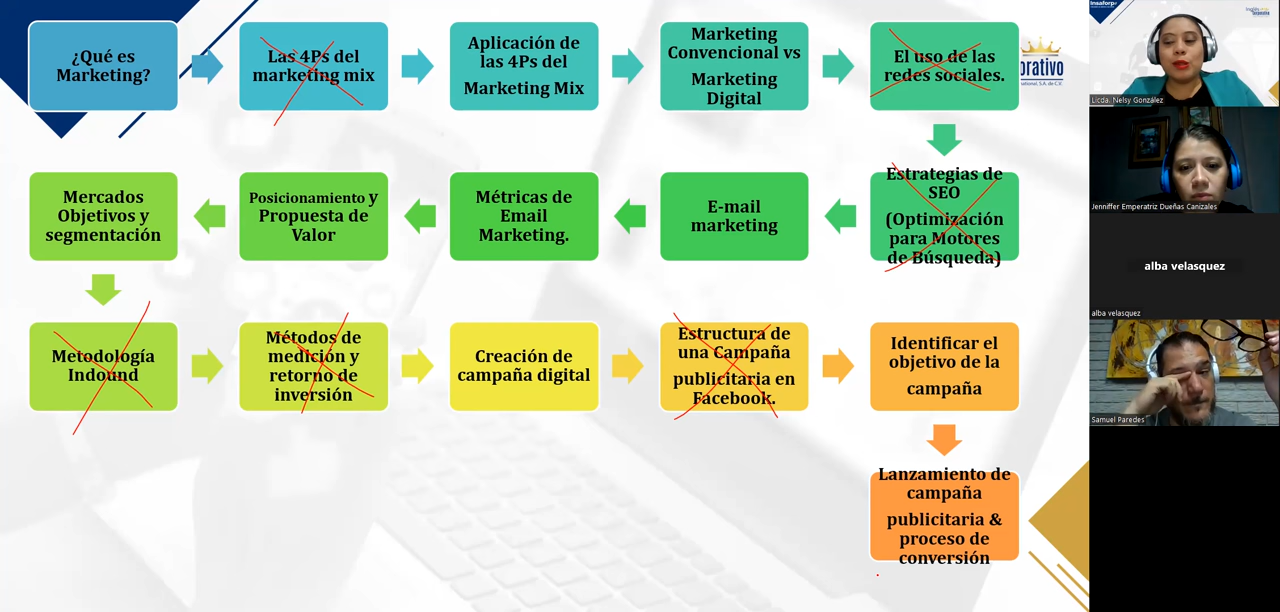 ¿Qué es
Marketing?
Las 4Ps del
marketing mix
Aplicación de
las 4Ps del
Marketing Mix
Marketing
Convencional vs
Marketing
Digital
El uso de las
redes sociales.
orativo
national, S.A. de C.V.
Estrategias de
SEO
(Optimización
para Motores
de Búsqueda)
E-mail
marketing
Métricas de
Email
Marketing.
Posicionamiento y
Propuesta de
Valor
Mercados
Objetivos y
segmentación
Metodología
Indound
Métodos de
medición y
retorno de
inversión
Creación de
campaña digital
Estructura de
una Campaña
publicitaria en
Facebook.
Identificar el
objetivo de la
campaña
Lanzamiento de
campaña
publicitaria &
proceso de
conversión
Insaforp
Licda. Nelsy González
Jenniffer Emperatriz Dueñas Canizales
alba velasquez
alba velasquez
Samuel Paredes